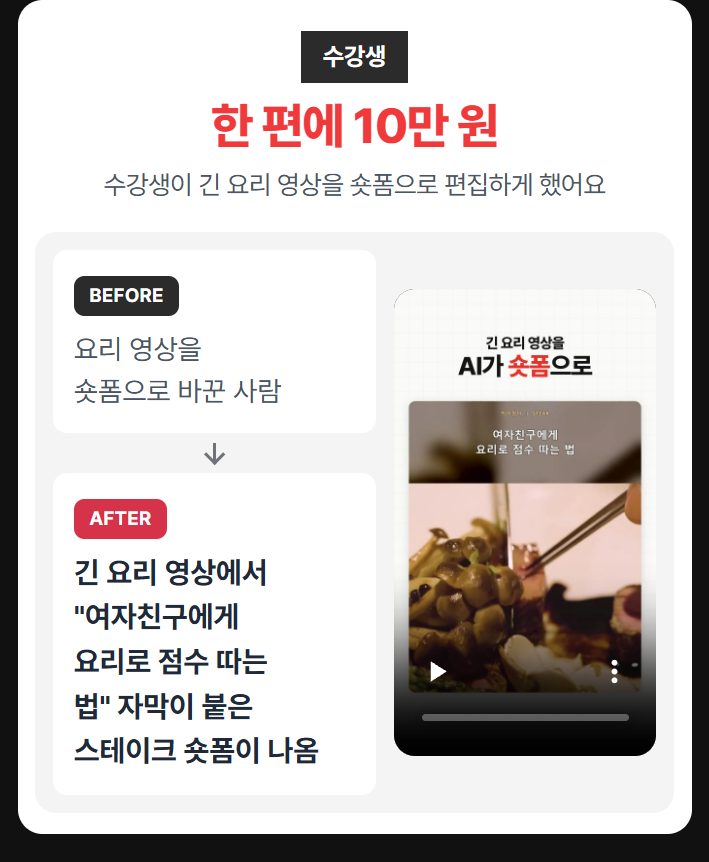 수강생
한 편에 10만 원
수강생이 긴 요리 영상을 숏폼으로 편집하게 했어요
BEFORE
요리 영상을
숏폼으로 바꾼 사람
AFTER
긴 요리 영상에서
"여자친구에게
요리로 점수 따는
법" 자막이 붙은
스테이크 숏폼이 나옴
긴 요리 영상을
AI가 숏폼으로
여자친구에게
요리로 점수 따는 법